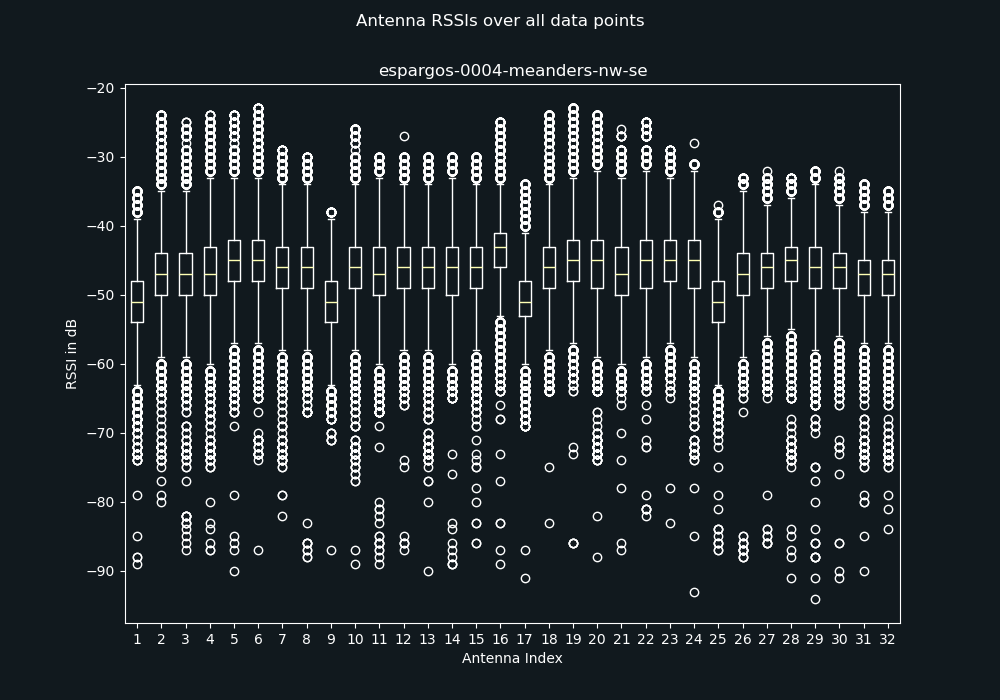 Antenna RSSIs over all data points
espargos-0004-meanders-nw-se
−20
−30
−40
−50
−60
−70
−80
−90
RSSI in dB
1 2 3 4 5 6 7 8 9 10 11 12 13 14 15 16 17 18 19 20 21 22 23 24 25 26 27 28 29 30 31 32
Antenna Index